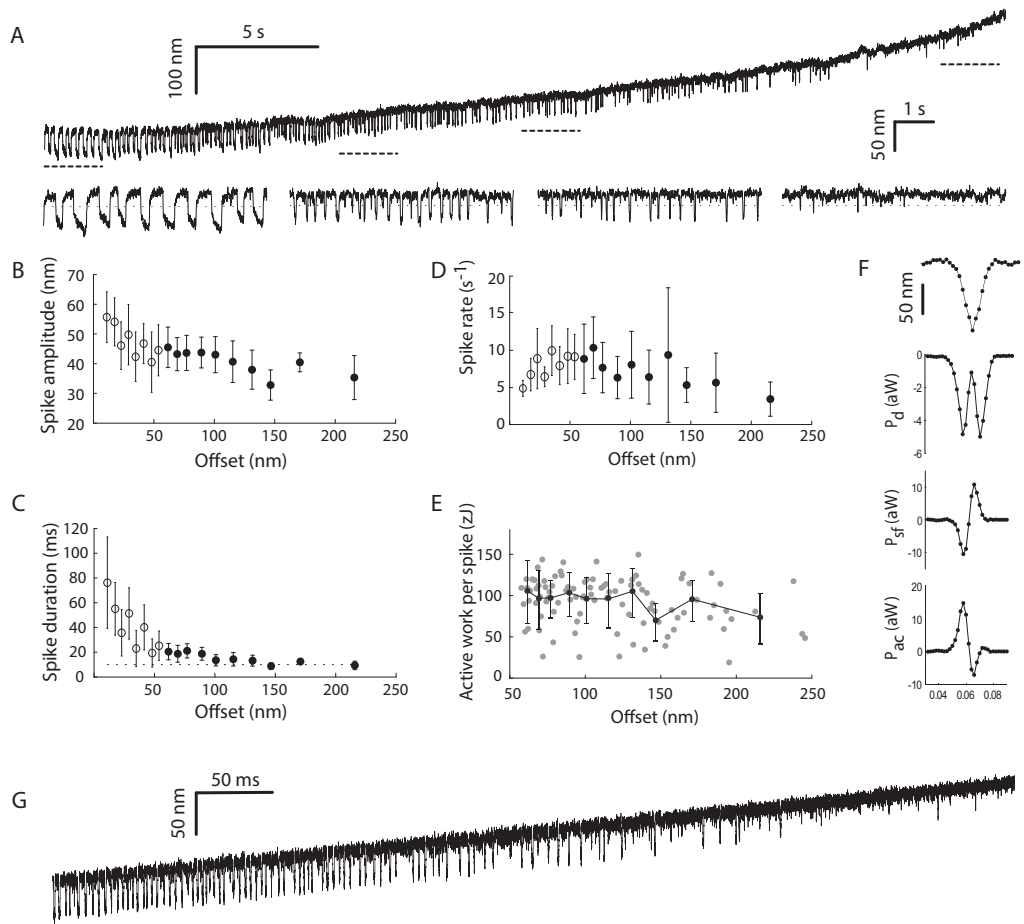 A
5 s
100 nm
1 s
50 nm
B
Spike amplitude (nm)
70
60
50
40
30
20
50
100
150
200
250
Offset (nm)
D
Spike rate (s⁻¹)
20
15
10
5
0
50
100
150
200
250
Offset (nm)
F
50 nm
0
-2
-4
-6
P_d (aW)
10
0
-10
P_sf (aW)
20
10
0
-10
P_ac (aW)
0.04
0.06
0.08
C
Spike duration (ms)
120
100
80
60
40
20
0
50
100
150
200
250
Offset (nm)
E
Active work per spike (zJ)
150
100
50
0
50
100
150
200
250
Offset (nm)
G
50 ms
50 nm